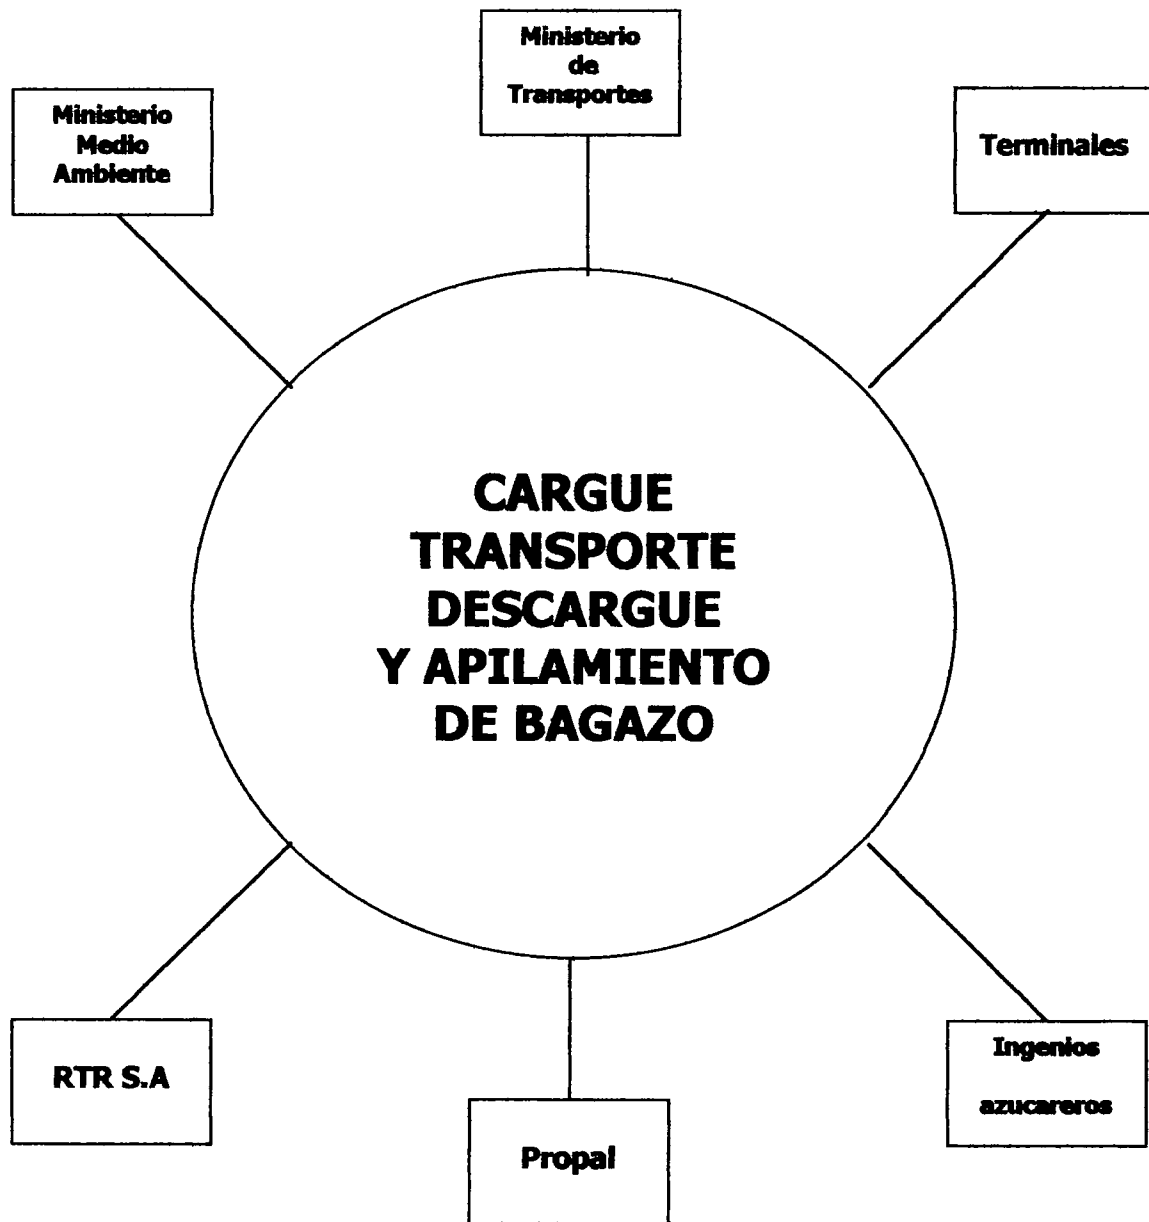 Ministerio
de
Transportes
Ministerio
Medio
Ambiente
Terminales
CARGUE
TRANSPORTE
DESCARGUE
Y APILAMIENTO
DE BAGAZO
RTR S.A
Propal
Ingenios
azucareros